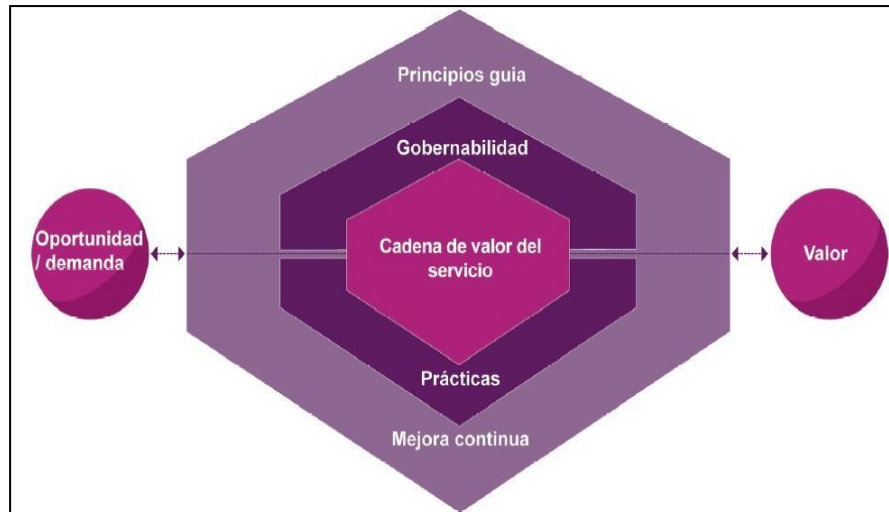 Principios guia
Gobernabilidad
Oportunidad
/ demanda
Cadena de valor del
servicio
Valor
Prácticas
Mejora continua